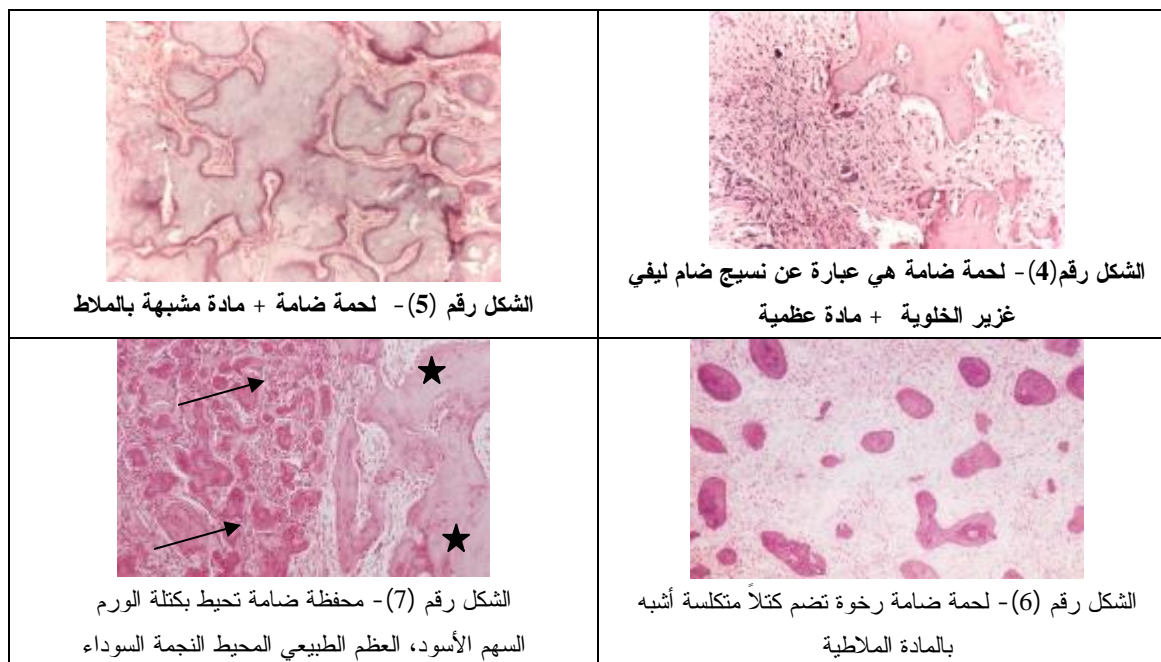 الشكل رقم(4)- لحمة ضامة هي عبارة عن نسيج ضام ليفي
غزير الخلوية + مادة عظمية
الشكل رقم (5)- لحمة ضامة + مادة مشبهة بالملاط
الشكل رقم (6)- لحمة ضامة رخوة تضم كتلاً متكلسة أشبه
بالمادة الملاطية
الشكل رقم (7)- محفظة ضامة تحيط بكتلة الورم
السهم الأسود، العظم الطبيعي المحيط النجمة السوداء